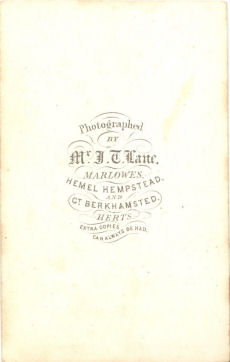 Photographed
BY
Mr. J. T. Lane,
MARLOWES,
HEMEL HEMPSTEAD,
AND
GT BERKHAMSTED,
HERTS.
EXTRA COPIES
CAN ALWAYS BE HAD.